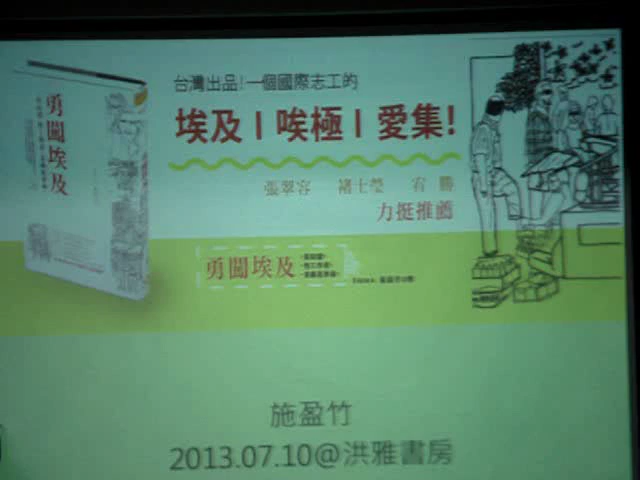 台灣出品!一個國際志工的
埃及 | 唉極 | 愛集!
張翠容 褚士瑩 宥勝
力挺推薦
勇闖埃及
勇闖埃及
施盈竹
2013.07.10@洪雅書房